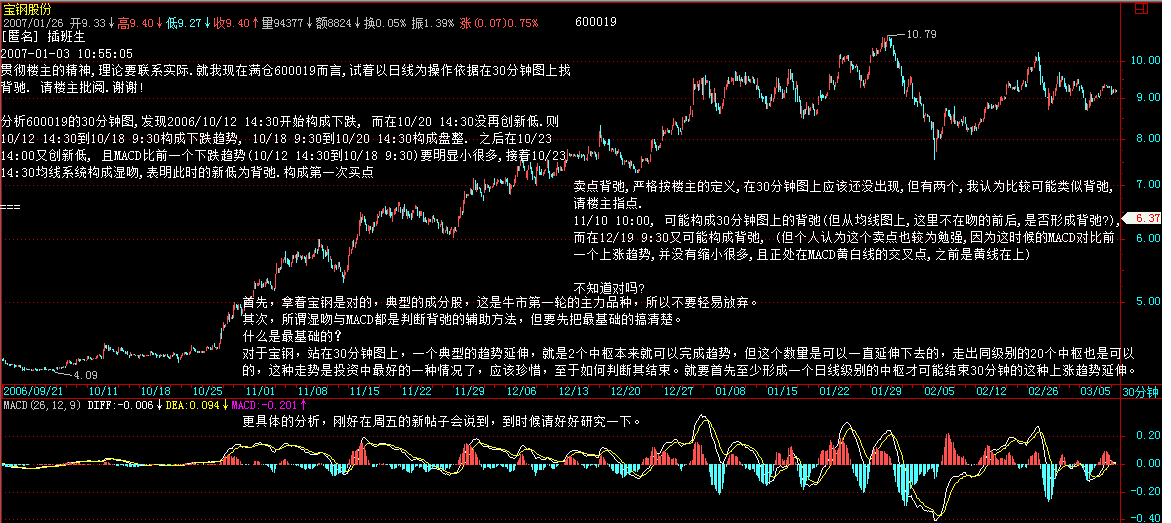 宝钢股份
2007/01/26 开9.33↓高9.40↓低9.27↓收9.40↑量94377↓额8824↓换0.05% 振1.39% 涨(0.07)0.75%
600019
[匿名] 插班生
2007-01-03 10:55:05
贯彻楼主的精神,理论要联系实际.就我现在满仓600019而言,试着以日线为操作依据在30分钟图上找
背驰. 请楼主批阅.谢谢!
分析600019的30分钟图,发现2006/10/12 14:30开始构成下跌, 而在10/20 14:30没再创新低.则
10/12 14:30到10/18 9:30构成下跌趋势, 10/18 9:30到10/20 14:30构成盘整. 之后在10/23
14:00又创新低, 且MACD比前一个下跌趋势(10/12 14:30到10/18 9:30)要明显小很多,接着10/23
14:30均线系统构成湿吻,表明此时的新低为背驰.构成第一次买点
===
卖点背驰,严格按楼主的定义,在30分钟图上应该还没出现,但有两个,我认为比较可能类似背弛,
请楼主指点.
11/10 10:00, 可能构成30分钟图上的背弛(但从均线图上,这里不在吻的前后,是否形成背驰?),
而在12/19 9:30又可能构成背弛, (但个人认为这个卖点也较为勉强,因为这时候的MACD对比前
一个上涨趋势,并没有缩小很多,且正处在MACD黄白线的交叉点,之前是黄线在上)
不知道对吗?
首先，拿着宝钢是对的，典型的成分股，这是牛市第一轮的主力品种，所以不要轻易放弃。
其次，所谓湿吻与MACD都是判断背弛的辅助方法，但要先把最基础的搞清楚。
什么是最基础的？
对于宝钢，站在30分钟图上，一个典型的趋势延伸，就是2个中枢本来就可以完成趋势，但这个数量是可以一直延伸下去的，走出同级别的20个中枢也是可以
的，这种走势是投资中最好的一种情况了，应该珍惜，至于如何判断其结束。就要首先至少形成一个日线级别的中枢才可能结束30分钟的这种上涨趋势延伸。
10.79
4.09
10.00
9.00
8.00
7.00
6.37
6.00
5.00
2006/09/21 10/11 10/18 10/25 11/01 11/08 11/15 11/22 11/29 12/06 12/13 12/20 12/27 01/08 01/15 01/22 01/29 02/05 02/12 02/26 03/05 30分钟
MACD(26,12,9) DIFF:-0.006↓DEA:0.094↓MACD:-0.201↑
更具体的分析，刚好在周五的新帖子会说到，到时候请好好研究一下。
0.20
0.00
-0.20
-0.40